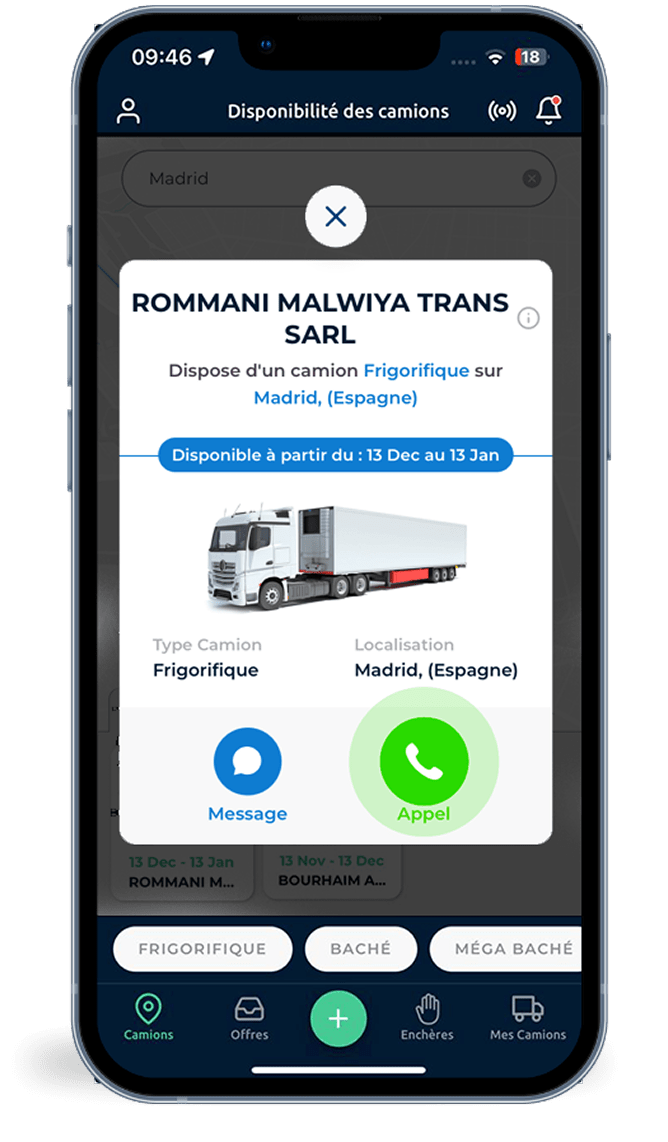 09:46
18
Disponibilité des camions
Madrid
ROMMANI MALWIYA TRANS
SARL
Dispose d'un camion Frigorifique sur
Madrid, (Espagne)
Disponible à partir du : 13 Dec au 13 Jan
Type Camion
Frigorifique
Localisation
Madrid, (Espagne)
Message
Appel
13 Dec - 13 Jan
ROMMANI M...
13 Nov - 13 Dec
BOURHAIM A...
FRIGORIFIQUE
BACHÉ
MÉGA BACHÉ
Camions
Offres
Enchères
Mes Camions